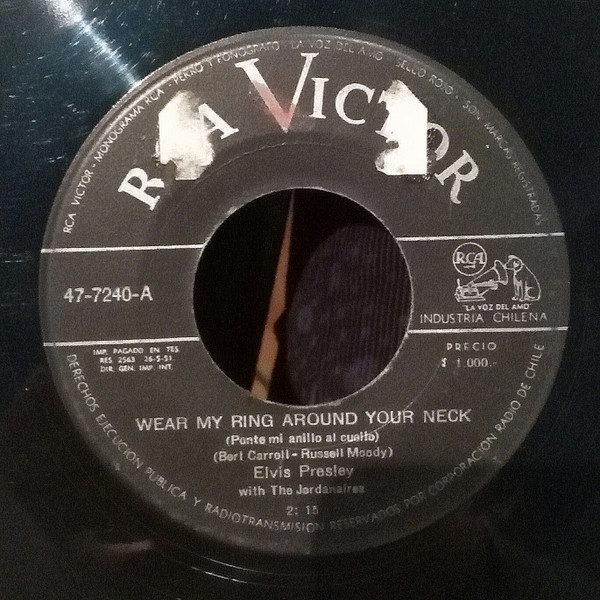 RCA VICTOR - MONOGRAMA RCA - PERRO Y FONOGRAFO - LA VOZ DEL AMO - SELLO ROJO - SON MARCAS REGISTRADAS
RCA VICTOR
47-7240-A
RCA
"LA VOZ DEL AMO"
INDUSTRIA CHILENA
IMP. PAGADO EN TES.
RES. 2563 26-5-51.
DIR. GEN. IMP. INT.
PRECIO
$ 1.000.-
WEAR MY RING AROUND YOUR NECK
(Ponte mi anillo al cuello)
(Berl Carroll - Russell Moody)
Elvis Presley
with The Jordanaires
2: 15
DERECHOS EJECUCION PUBLICA Y RADIOTRANSMISION RESERVADOS POR CORPORACION RADIO DE CHILE